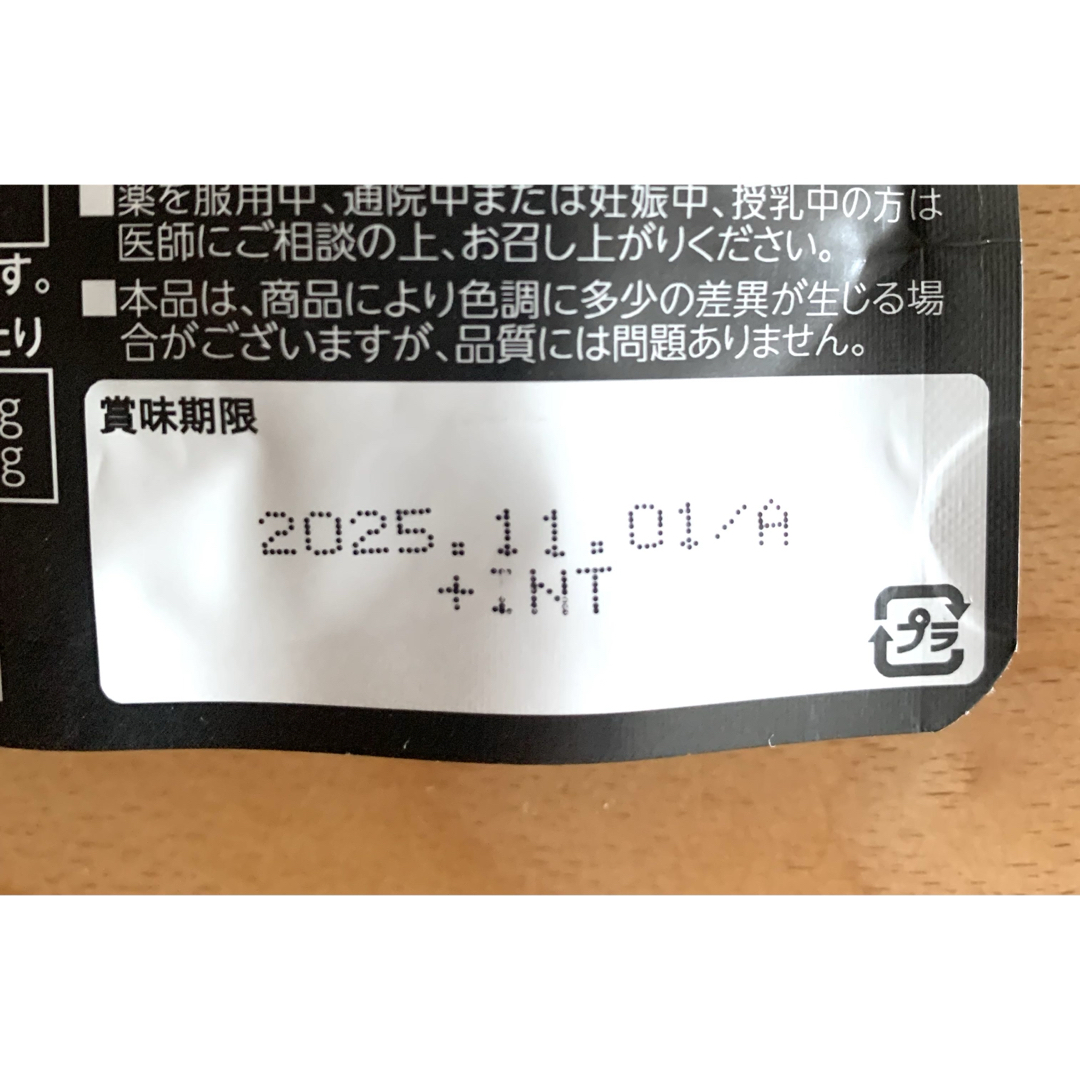 ■薬を服用中、通院中または妊娠中、授乳中の方は
医師にご相談の上、お召し上がりください。
■本品は、商品により色調に多少の差異が生じる場
合がございますが、品質には問題ありません。
す。
とり
g
g
賞味期限
2025.11.01/A
+INT
プラ